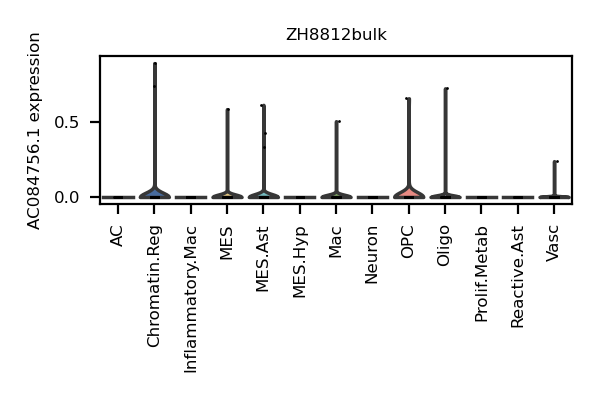 ZH8812bulk
AC084756.1 expression
0.5
0.0
AC
Chromatin.Reg
Inflammatory.Mac
MES
MES.Ast
MES.Hyp
Mac
Neuron
OPC
Oligo
Prolif.Metab
Reactive.Ast
Vasc